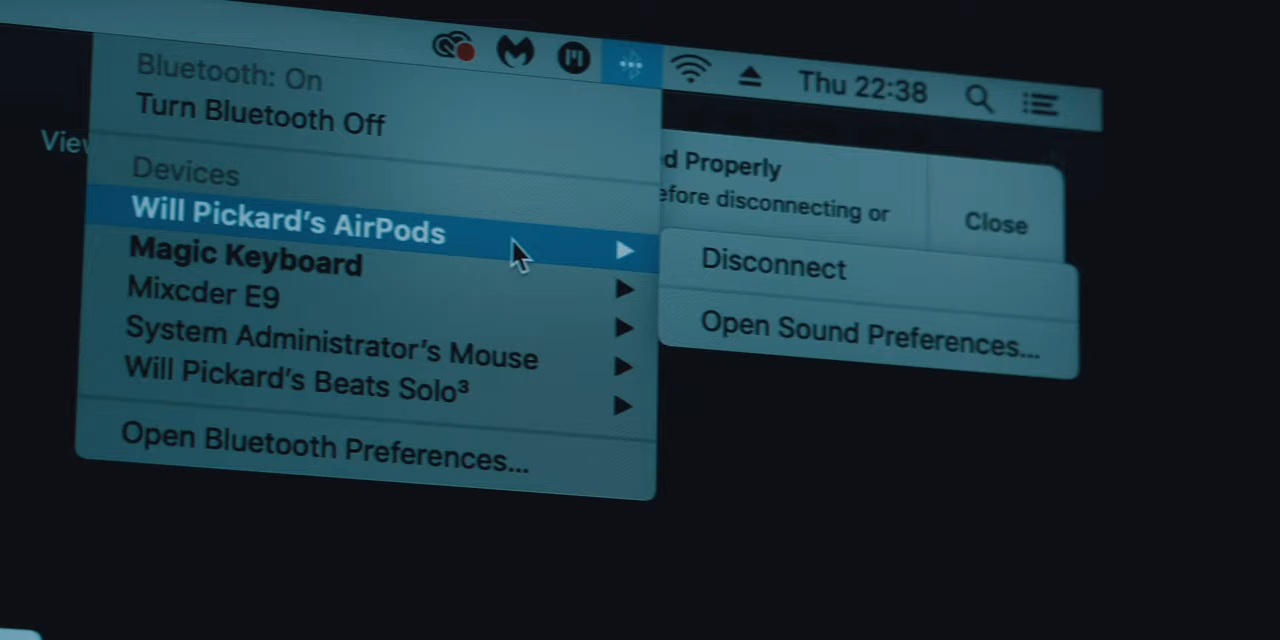 Thu 22:38
Bluetooth: On
Turn Bluetooth Off
View
Devices
Will Pickard's AirPods
Magic Keyboard
Mixcder E9
System Administrator's Mouse
Will Pickard's Beats Solo³
Open Bluetooth Preferences...
d Properly
efore disconnecting or
Close
Disconnect
Open Sound Preferences...